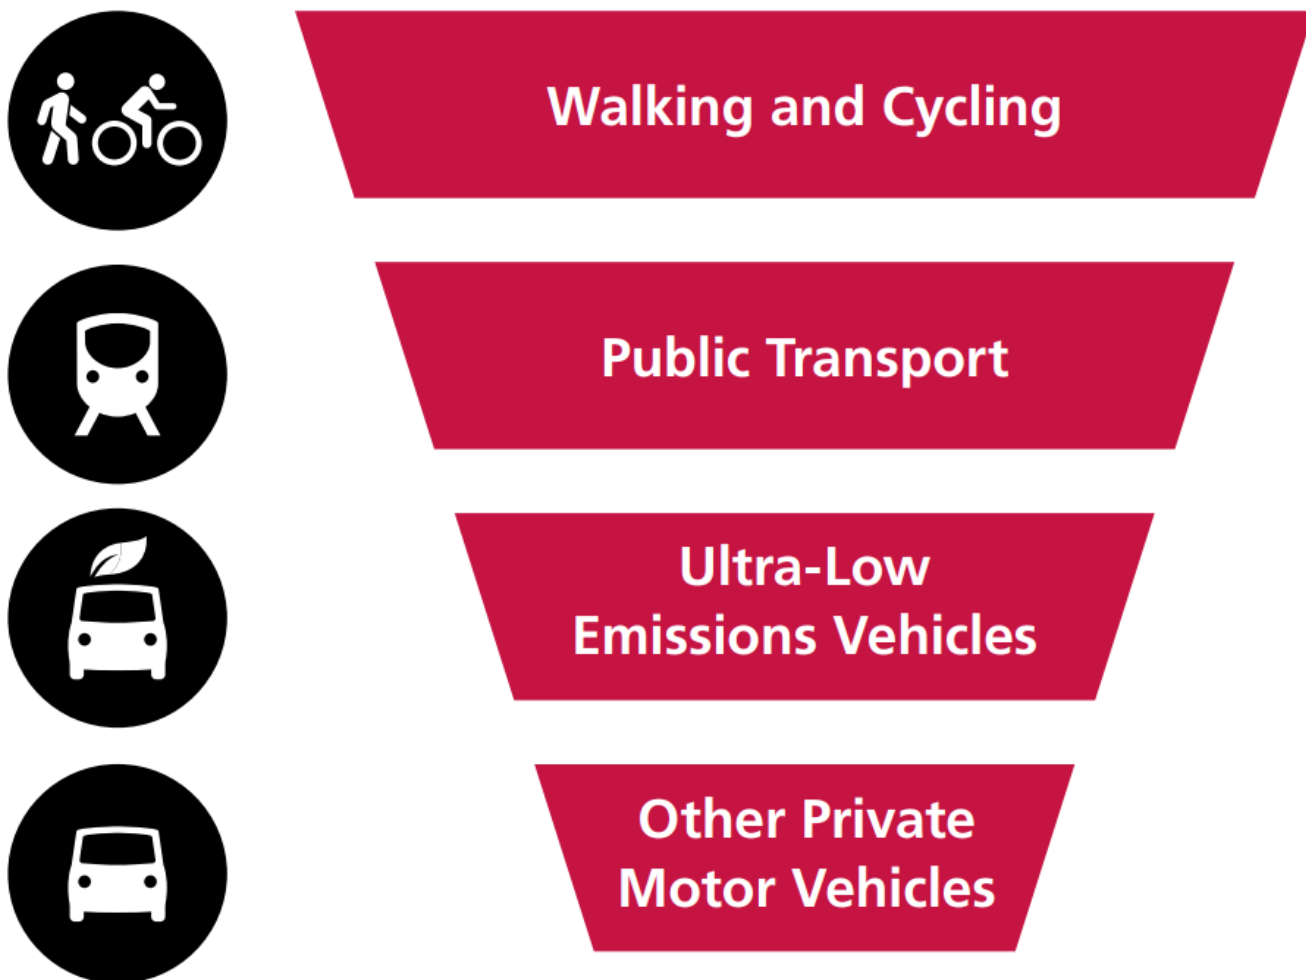 Walking and Cycling
Public Transport
Ultra-Low
Emissions Vehicles
Other Private
Motor Vehicles